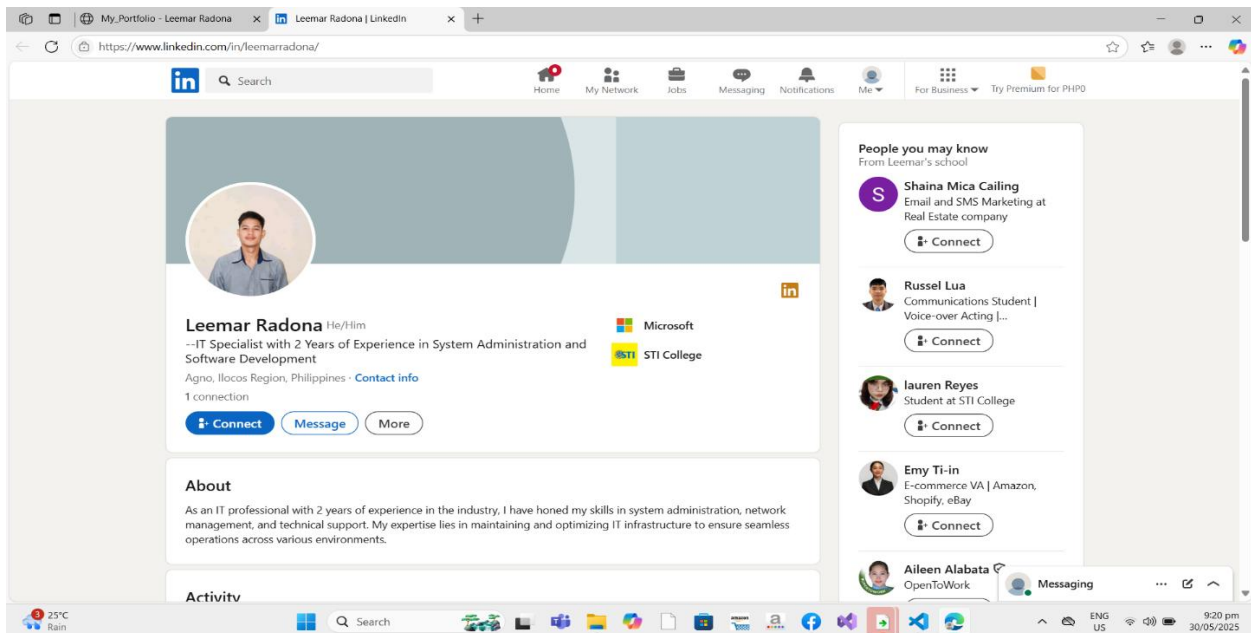 My_Portfolio - Leemar Radona
Leemar Radona | LinkedIn
https://www.linkedin.com/in/leemarradona/
in
Search
Home
My Network
Jobs
Messaging
Notifications
Me
For Business
Try Premium for PHP0
Leemar Radona He/Him
--IT Specialist with 2 Years of Experience in System Administration and
Software Development
Agno, Ilocos Region, Philippines · Contact info
1 connection
Connect
Message
More
in
Microsoft
STI
STI College
About
As an IT professional with 2 years of experience in the industry, I have honed my skills in system administration, network
management, and technical support. My expertise lies in maintaining and optimizing IT infrastructure to ensure seamless
operations across various environments.
Activity
People you may know
From Leemar's school
S
Shaina Mica Cailing
Email and SMS Marketing at
Real Estate company
Connect
Russel Lua
Communications Student |
Voice-over Acting |...
Connect
lauren Reyes
Student at STI College
Connect
Emy Ti-in
E-commerce VA | Amazon,
Shopify, eBay
Connect
Aileen Alabata
OpenToWork
Messaging
3
25°C
Rain
Search
ENG
US
9:20 pm
30/05/2025